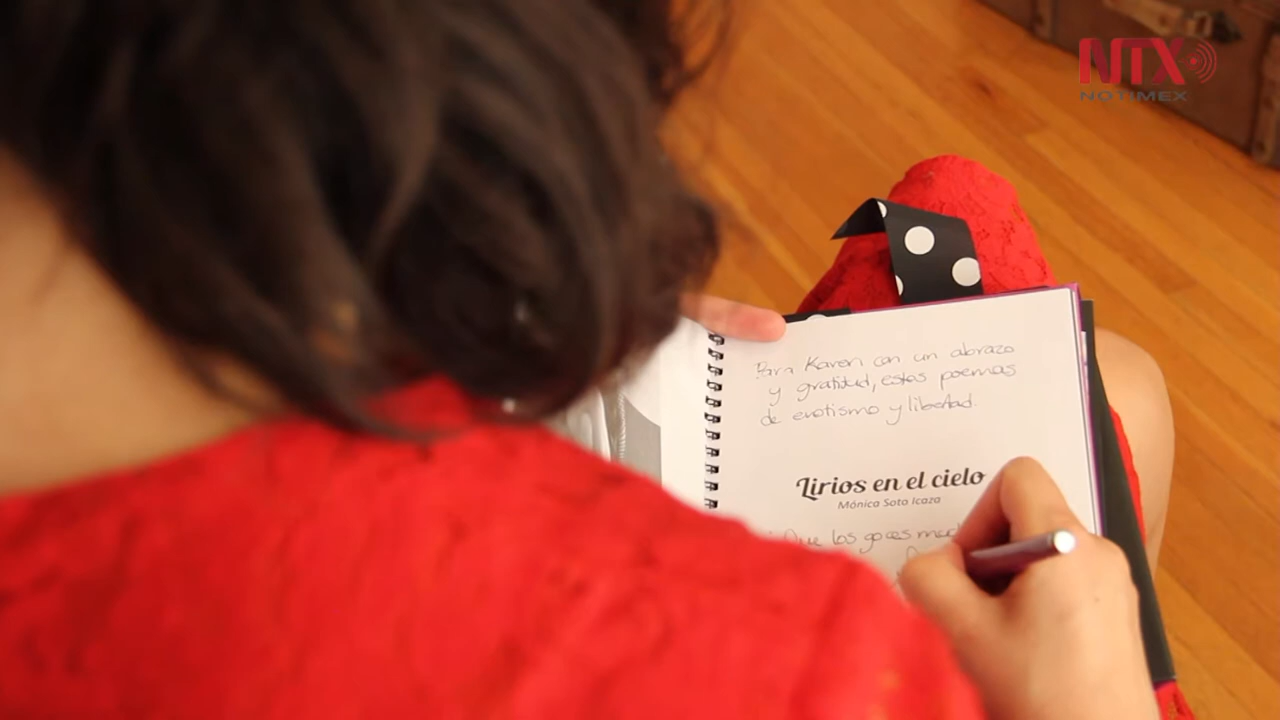 NTX
NOTIMEX
Para Karen con un abrazo
y gratitud, estos poemas
de erotismo y libertad.
Lirios en el cielo
Mónica Soto Icaza
¡Que los goces